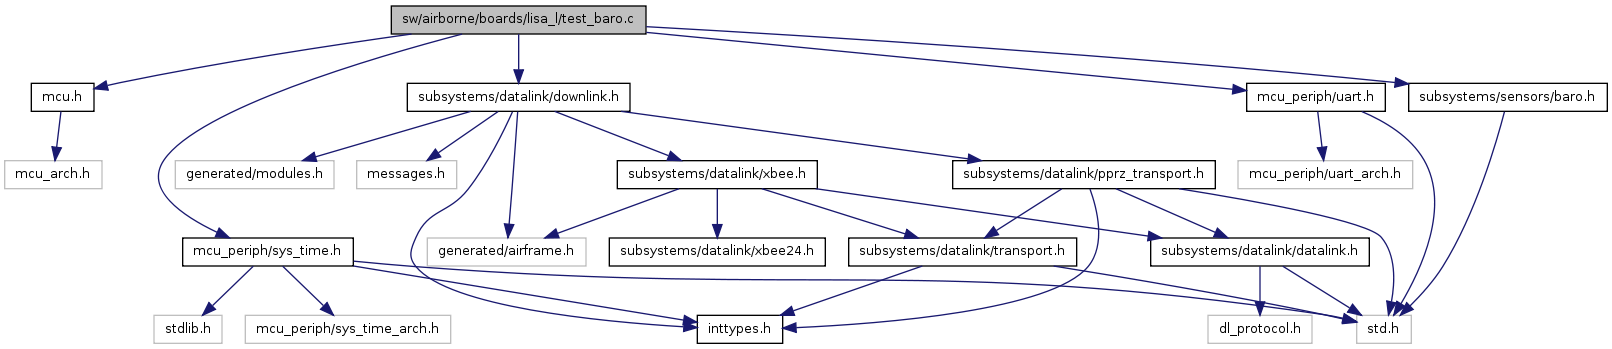 sw/airborne/boards/lisa_l/test_baro.c
mcu.h
subsystems/datalink/downlink.h
mcu_periph/uart.h
subsystems/sensors/baro.h
mcu_arch.h
generated/modules.h
messages.h
subsystems/datalink/xbee.h
subsystems/datalink/pprz_transport.h
mcu_periph/uart_arch.h
mcu_periph/sys_time.h
generated/airframe.h
subsystems/datalink/xbee24.h
subsystems/datalink/transport.h
subsystems/datalink/datalink.h
stdlib.h
mcu_periph/sys_time_arch.h
inttypes.h
dl_protocol.h
std.h